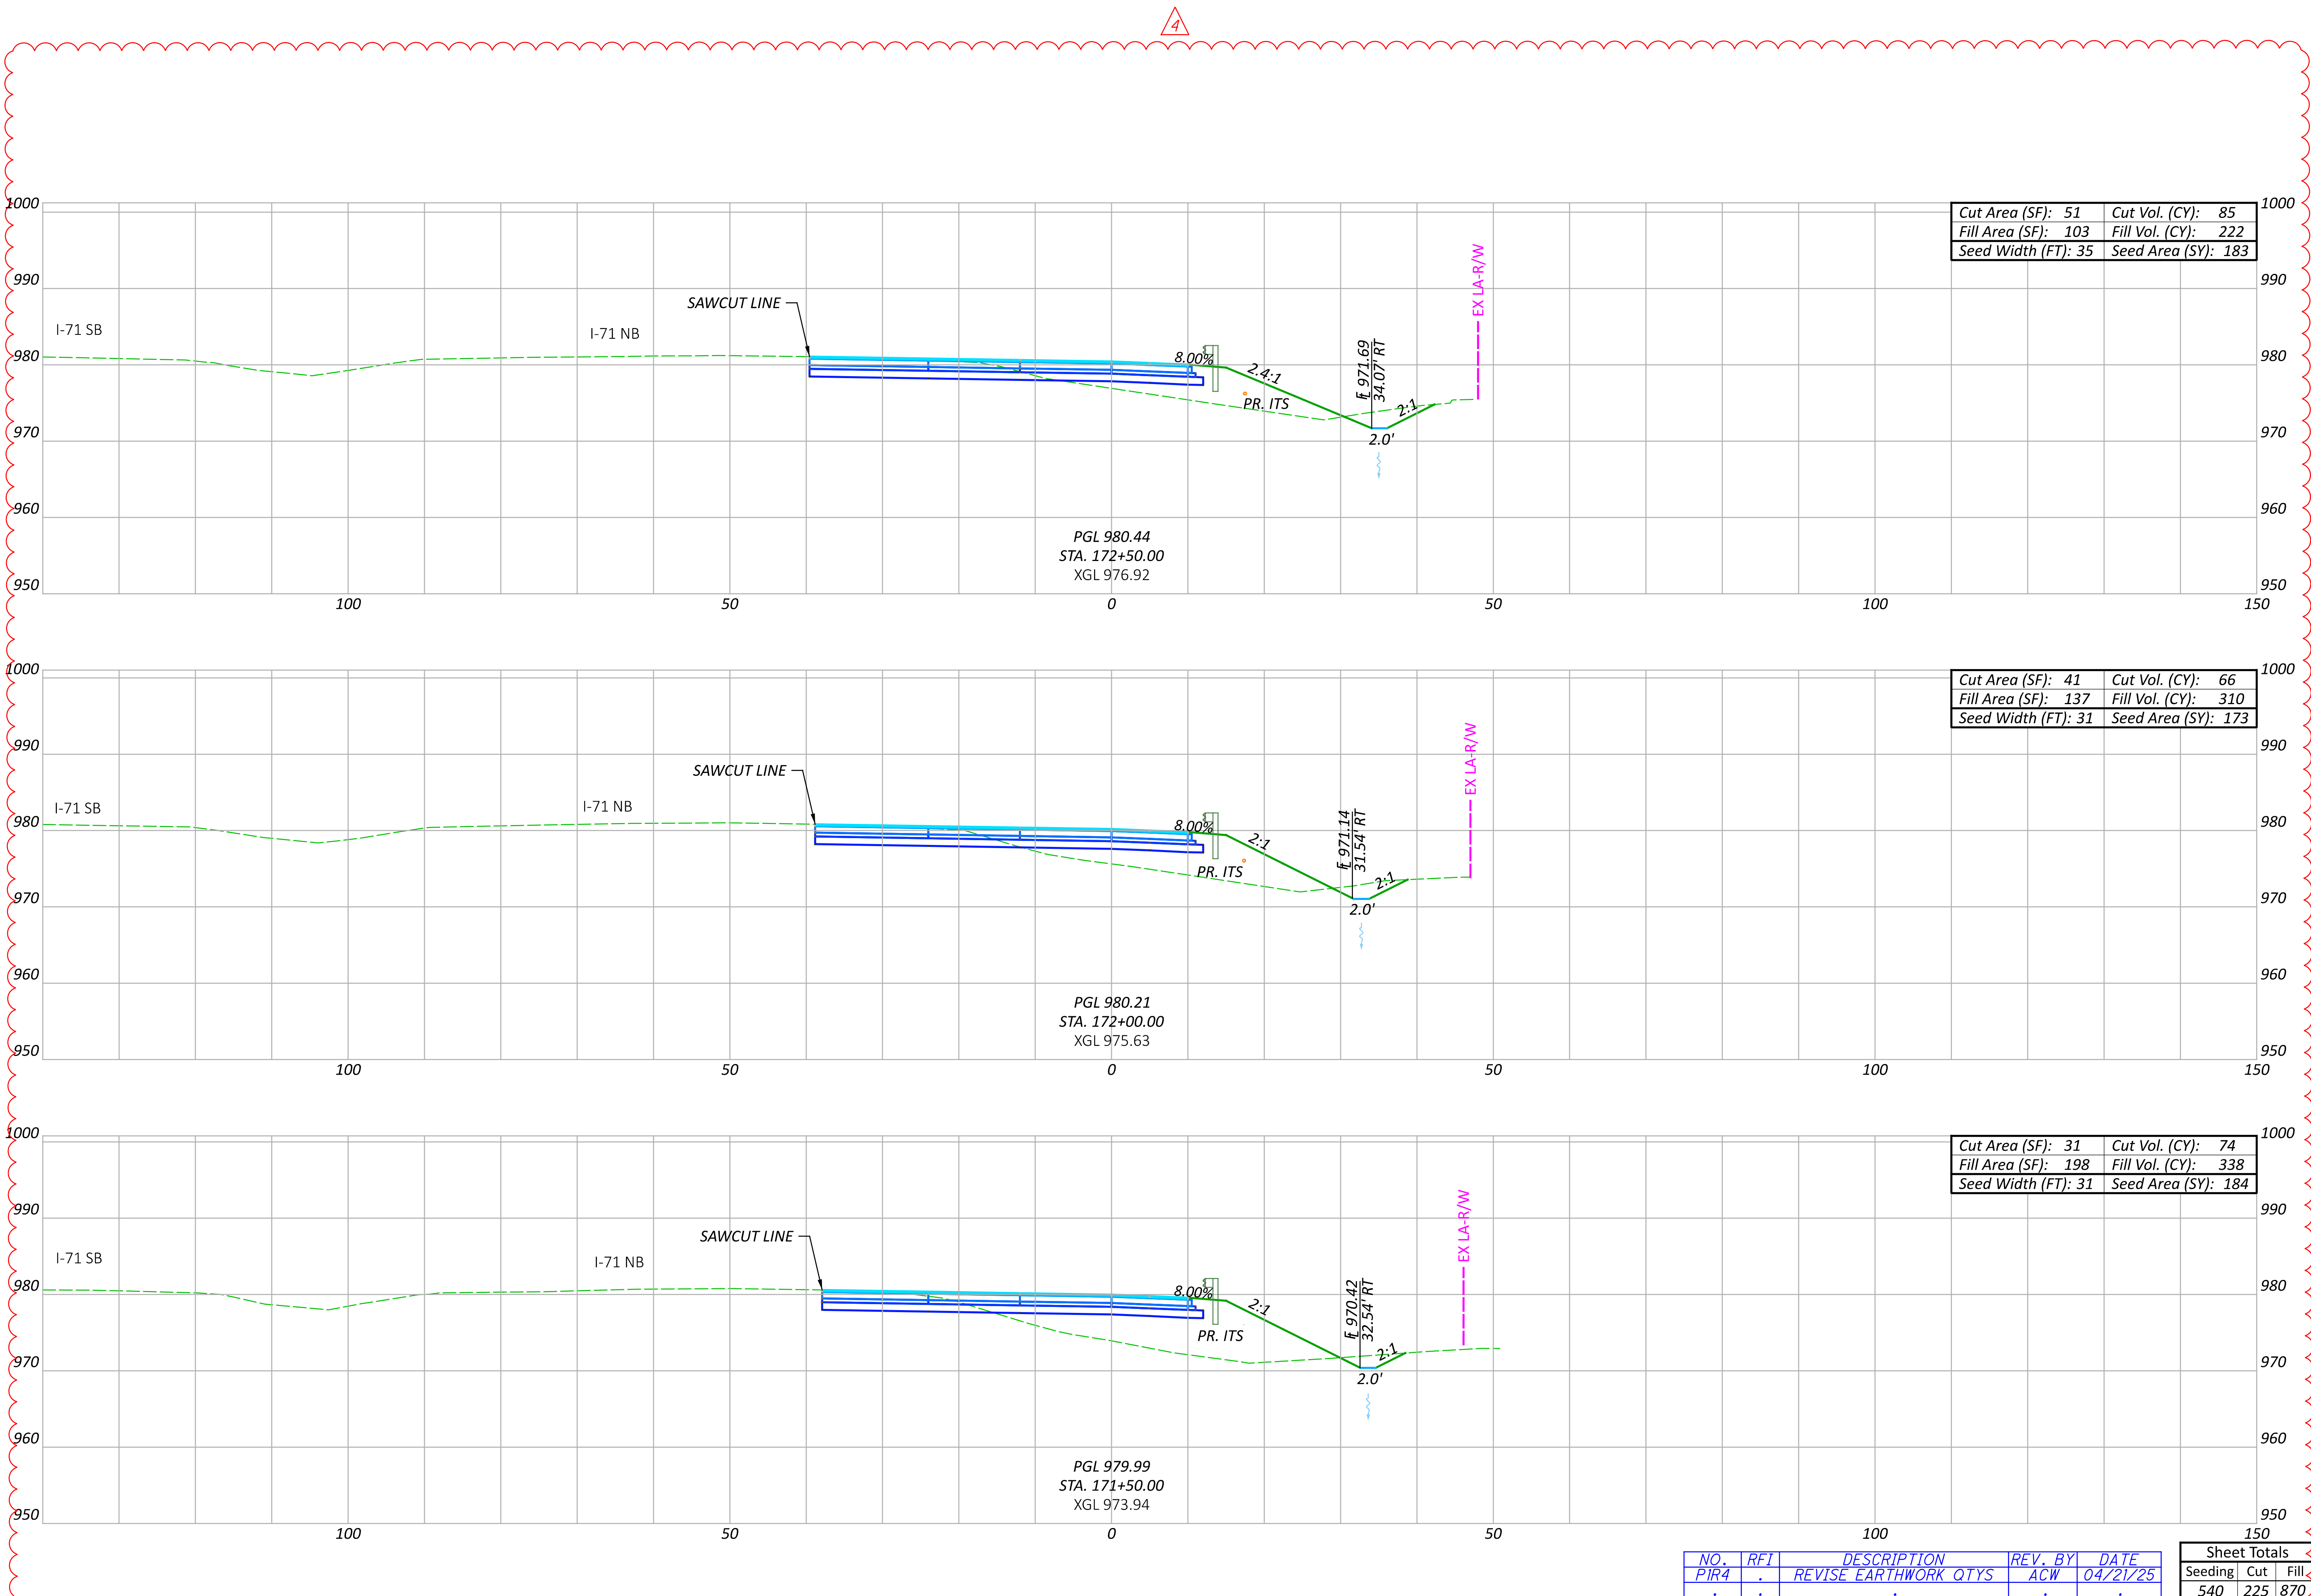 4
1000
1000
Cut Area (SF): 51 Cut Vol. (CY): 85
Fill Area (SF): 103 Fill Vol. (CY): 222
Seed Width (FT): 35 Seed Area (SY): 183
990
990
EX LA-R/W
SAWCUT LINE
I-71 SB
I-71 NB
980
980
8.00%
2.4:1
PR. ITS
FL 971.69
34.07' RT
2:1
2.0'
970
970
960
960
PGL 980.44
STA. 172+50.00
XGL 976.92
950
950
100
50
0
50
100
150
1000
1000
Cut Area (SF): 41 Cut Vol. (CY): 66
Fill Area (SF): 137 Fill Vol. (CY): 310
Seed Width (FT): 31 Seed Area (SY): 173
990
990
EX LA-R/W
SAWCUT LINE
I-71 SB
I-71 NB
980
980
8.00%
2:1
PR. ITS
FL 971.14
31.54' RT
2:1
2.0'
970
970
960
960
PGL 980.21
STA. 172+00.00
XGL 975.63
950
950
100
50
0
50
100
150
1000
1000
Cut Area (SF): 31 Cut Vol. (CY): 74
Fill Area (SF): 198 Fill Vol. (CY): 338
Seed Width (FT): 31 Seed Area (SY): 184
990
990
EX LA-R/W
SAWCUT LINE
I-71 SB
I-71 NB
980
980
8.00%
2:1
PR. ITS
FL 970.42
32.54' RT
2:1
2.0'
970
970
960
960
PGL 979.99
STA. 171+50.00
XGL 973.94
950
950
100
50
0
50
100
150
NO. RFI DESCRIPTION REV. BY DATE
P1R4 . REVISE EARTHWORK QTYS ACW 04/21/25
. . . . .
Sheet Totals
Seeding Cut Fill
540 225 870